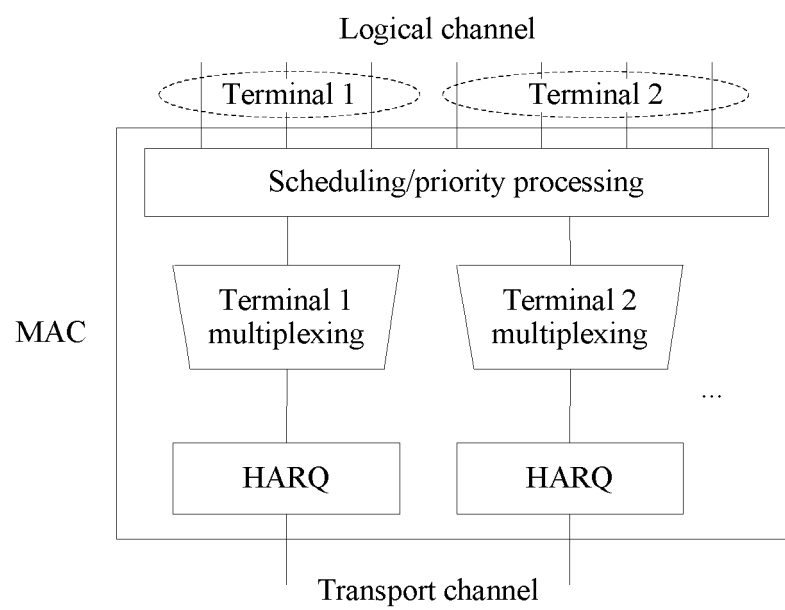 Logical channel
Terminal 1
Terminal 2
Scheduling/priority processing
Terminal 1
multiplexing
Terminal 2
multiplexing
MAC
...
HARQ
HARQ
Transport channel